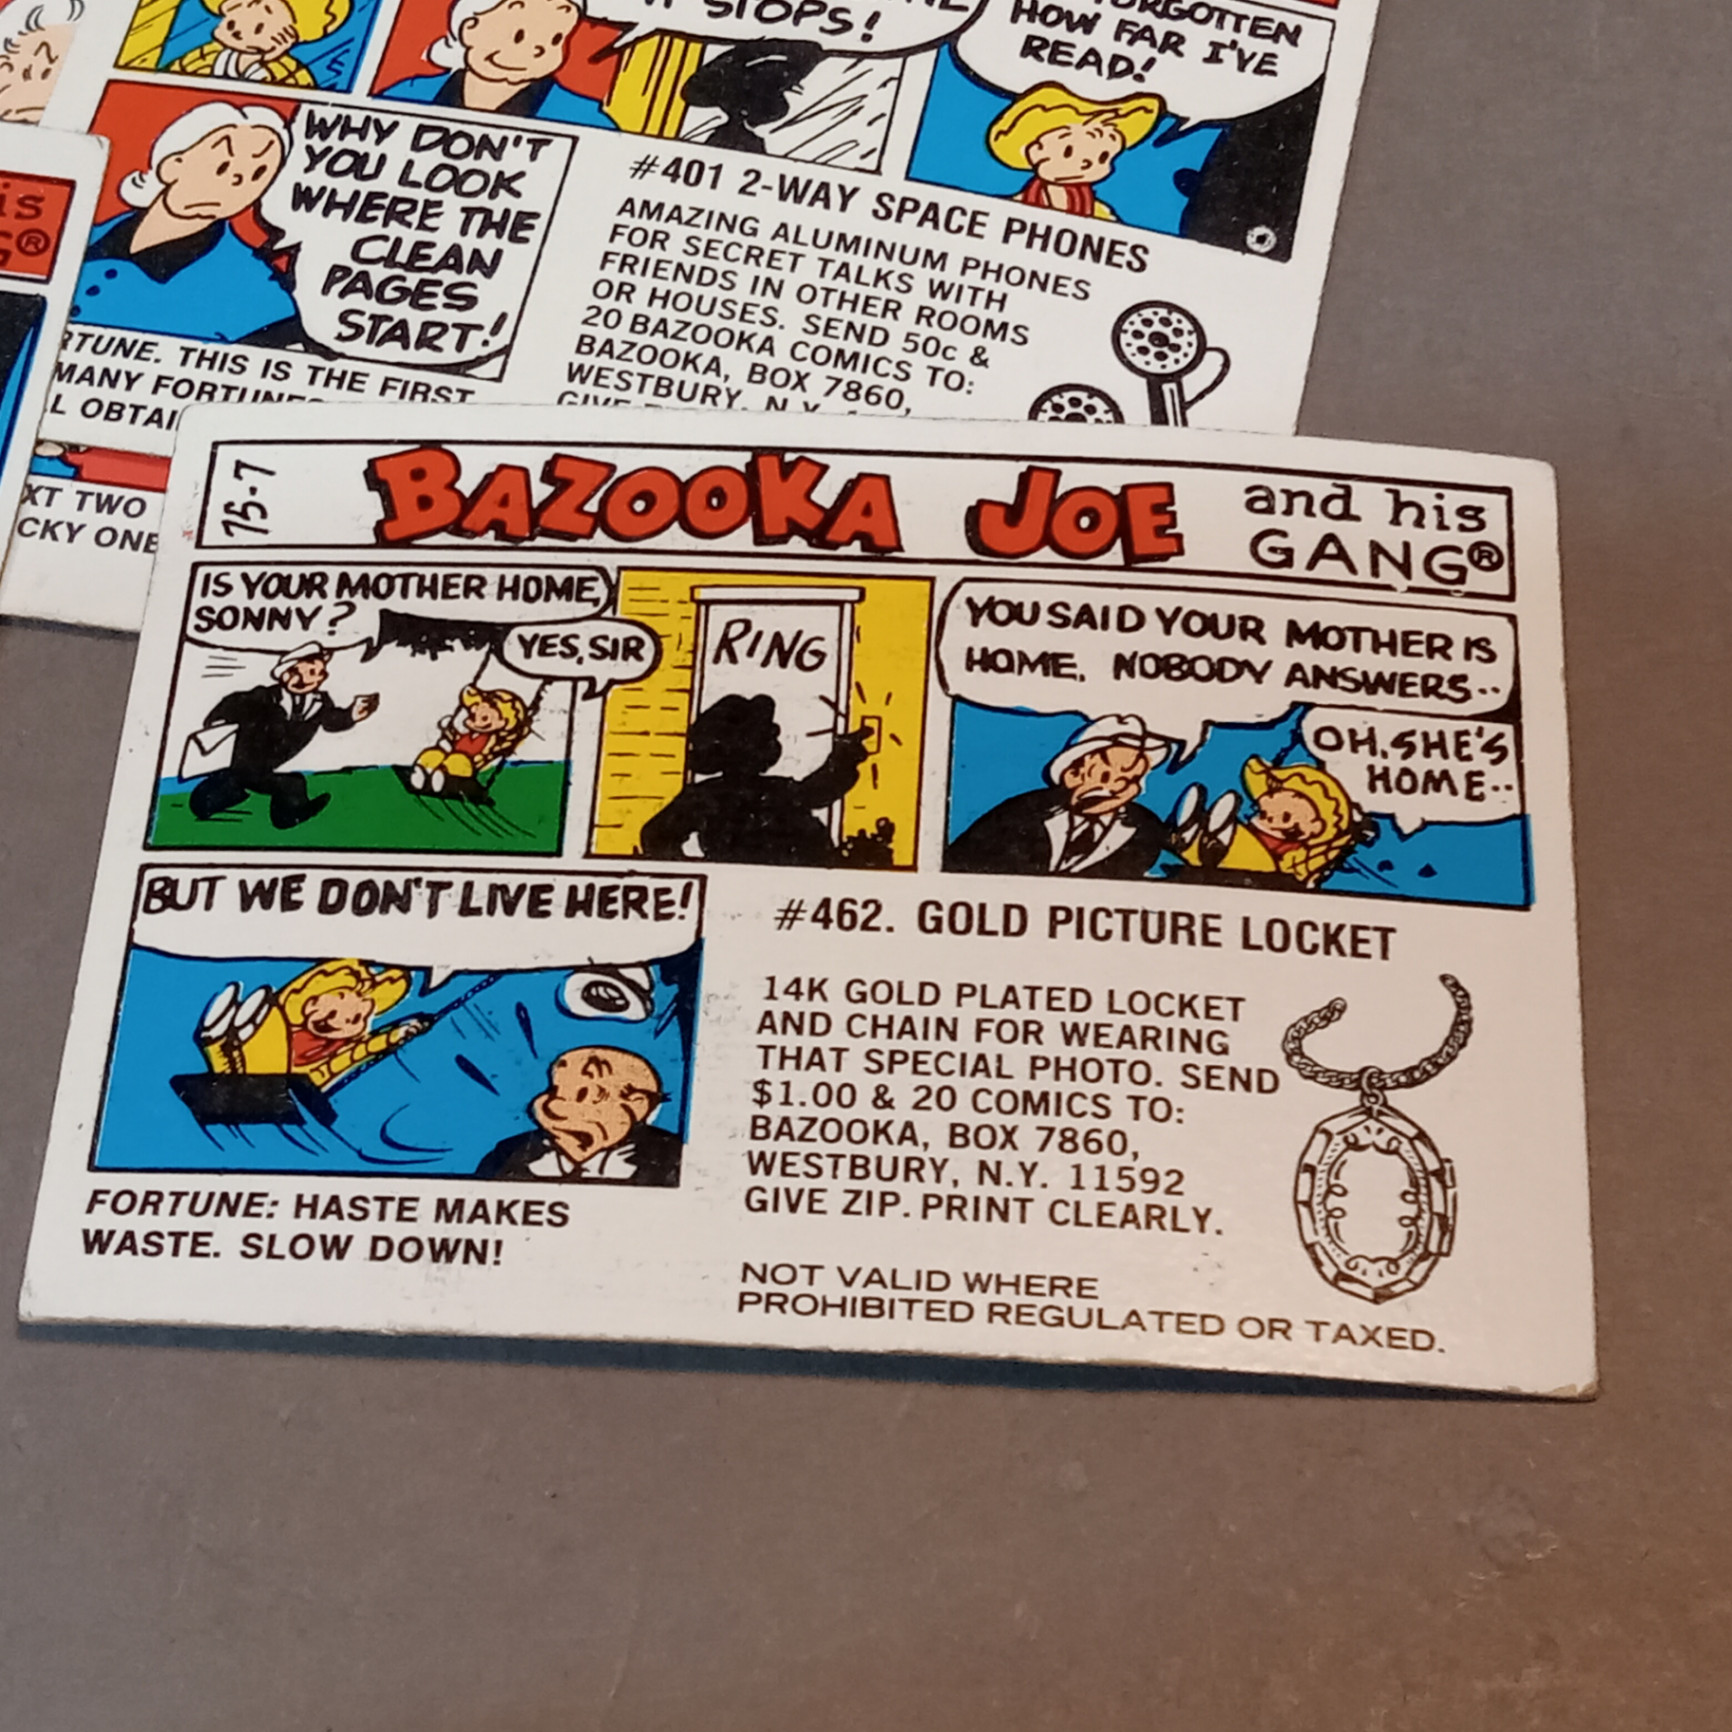 IT STOPS!
HOW FAR I'VE
READ!
WHY DON'T
YOU LOOK
WHERE THE
CLEAN
PAGES
START!
#401 2-WAY SPACE PHONES
AMAZING ALUMINUM PHONES
FOR SECRET TALKS WITH
FRIENDS IN OTHER ROOMS
OR HOUSES. SEND 50c &
20 BAZOOKA COMICS TO:
BAZOOKA, BOX 7860,
WESTBURY, N.Y.
RTUNE. THIS IS THE FIRST
MANY FORTUNES
L OBTAI
is
G®
XT TWO
CKY ONE
75-7
BAZOOKA JOE and his
GANG®
IS YOUR MOTHER HOME,
SONNY?
YES, SIR
RING
YOU SAID YOUR MOTHER IS
HOME. NOBODY ANSWERS..
OH, SHE'S
HOME..
BUT WE DON'T LIVE HERE!
FORTUNE: HASTE MAKES
WASTE. SLOW DOWN!
#462. GOLD PICTURE LOCKET
14K GOLD PLATED LOCKET
AND CHAIN FOR WEARING
THAT SPECIAL PHOTO. SEND
$1.00 & 20 COMICS TO:
BAZOOKA, BOX 7860,
WESTBURY, N.Y. 11592
GIVE ZIP. PRINT CLEARLY.
NOT VALID WHERE
PROHIBITED REGULATED OR TAXED.